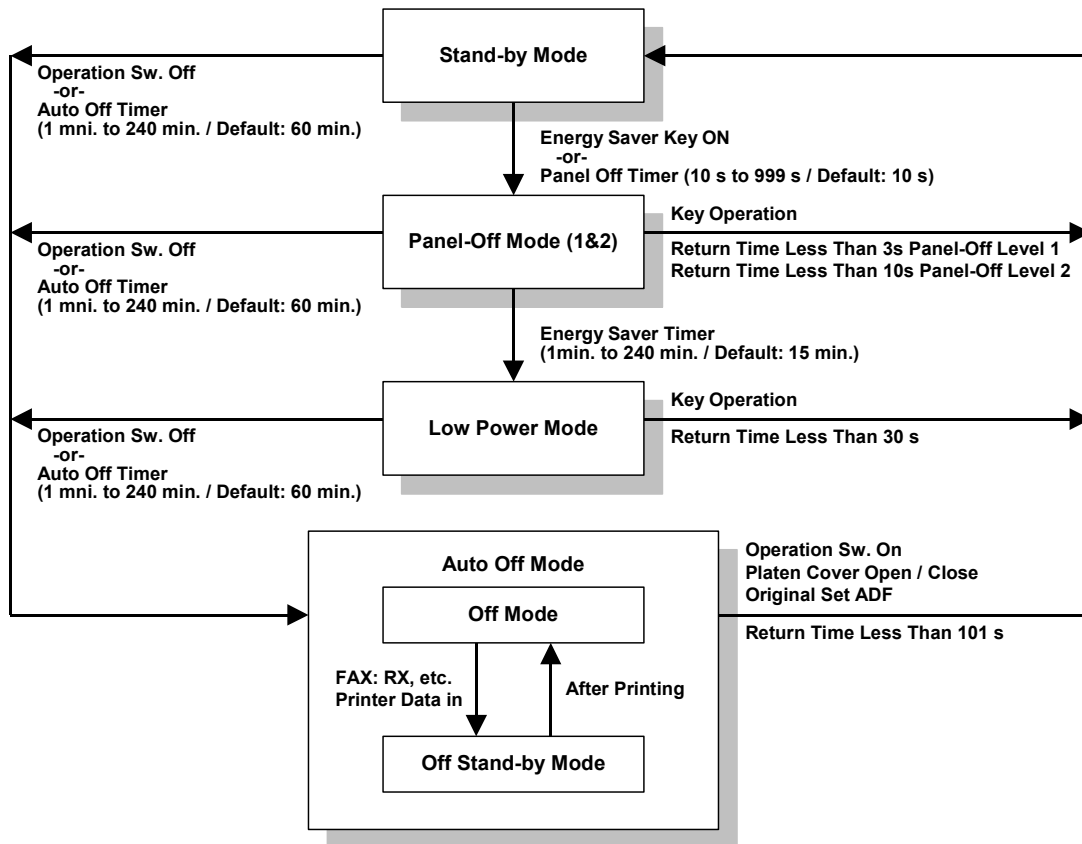 Stand-by Mode
Operation Sw. Off
-or-
Auto Off Timer
(1 mni. to 240 min. / Default: 60 min.)
Energy Saver Key ON
-or-
Panel Off Timer (10 s to 999 s / Default: 10 s)
Panel-Off Mode (1&2)
Key Operation
Return Time Less Than 3s Panel-Off Level 1
Return Time Less Than 10s Panel-Off Level 2
Operation Sw. Off
-or-
Auto Off Timer
(1 mni. to 240 min. / Default: 60 min.)
Energy Saver Timer
(1min. to 240 min. / Default: 15 min.)
Low Power Mode
Key Operation
Return Time Less Than 30 s
Operation Sw. Off
-or-
Auto Off Timer
(1 mni. to 240 min. / Default: 60 min.)
Auto Off Mode
Operation Sw. On
Platen Cover Open / Close
Original Set ADF
Return Time Less Than 101 s
Off Mode
FAX: RX, etc.
Printer Data in
After Printing
Off Stand-by Mode